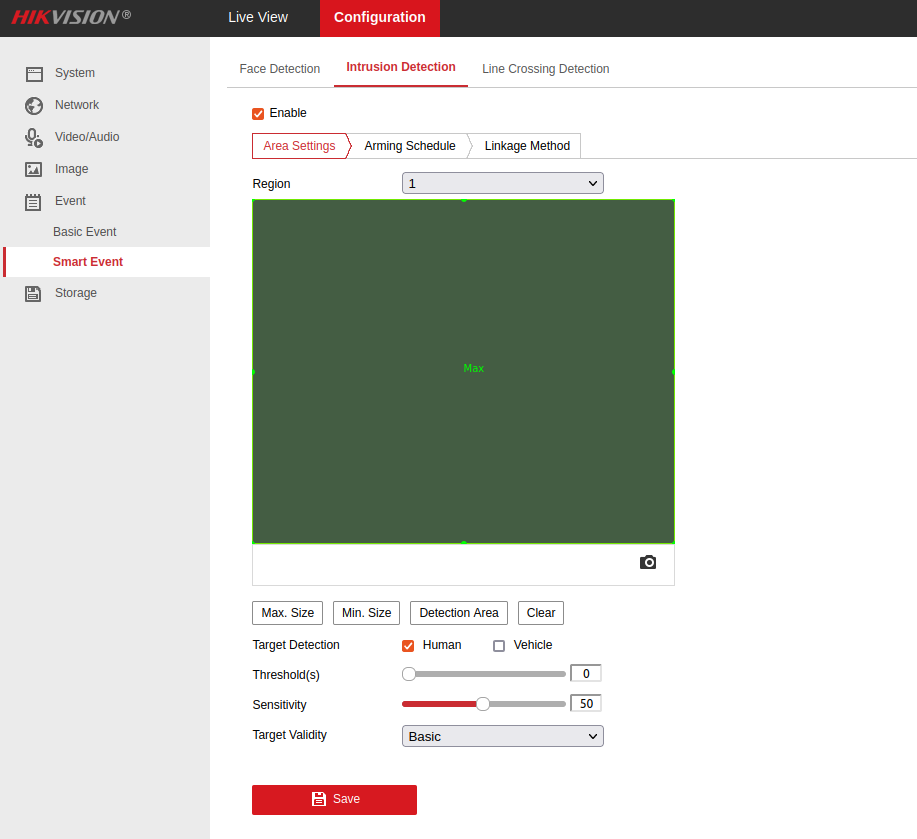 HIKVISION®
Live View
Configuration
System
Network
Video/Audio
Image
Event
Basic Event
Smart Event
Storage
Face Detection
Intrusion Detection
Line Crossing Detection
Enable
Area Settings
Arming Schedule
Linkage Method
Region
1
Max
Max. Size
Min. Size
Detection Area
Clear
Target Detection
Human
Vehicle
Threshold(s)
0
Sensitivity
50
Target Validity
Basic
Save